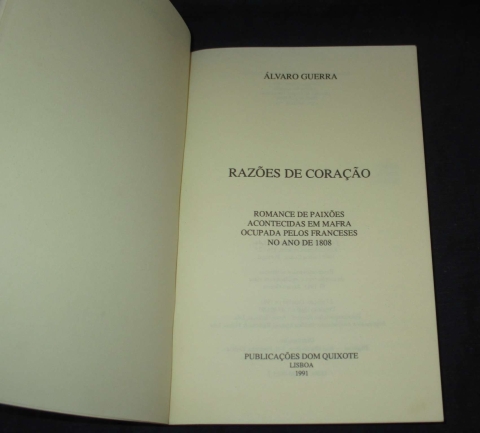 ÁLVARO GUERRA
RAZÕES DE CORAÇÃO
ROMANCE DE PAIXÕES
ACONTECIDAS EM MAFRA
OCUPADA PELOS FRANCESES
NO ANO DE 1808
PUBLICAÇÕES DOM QUIXOTE
LISBOA
1991